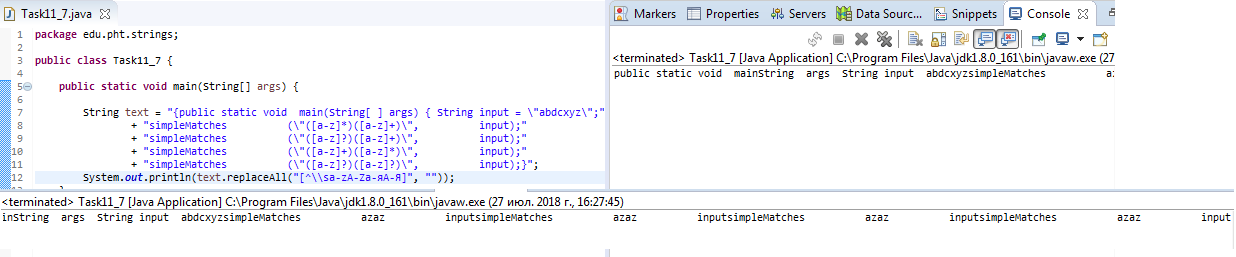 Task11_7.java
1 package edu.pht.strings;
2
3 public class Task11_7 {
4
5 public static void main(String[] args) {
6
7 String text = "{public static void  main(String[ ] args) { String input = \"abdcxyz\";"
8 + "simpleMatches (\"([a-z]*)([a-z]+)\", input);"
9 + "simpleMatches (\"([a-z]?)([a-z]+)\", input);"
10 + "simpleMatches (\"([a-z]+)([a-z]*)\", input);"
11 + "simpleMatches (\"([a-z]?)([a-z]?)\", input);}";
12 System.out.println(text.replaceAll("[^\\sa-zA-Zа-яА-Я]", ""));
Markers Properties Servers Data Sourc... Snippets Console
<terminated> Task11_7 [Java Application] C:\Program Files\Java\jdk1.8.0_161\bin\javaw.exe (27
public static void  mainString  args  String input  abdcxyzsimpleMatches az
<terminated> Task11_7 [Java Application] C:\Program Files\Java\jdk1.8.0_161\bin\javaw.exe (27 июл. 2018 г., 16:27:45)
inString  args  String input  abdcxyzsimpleMatches azaz inputsimpleMatches azaz inputsimpleMatches azaz inputsimpleMatches azaz input